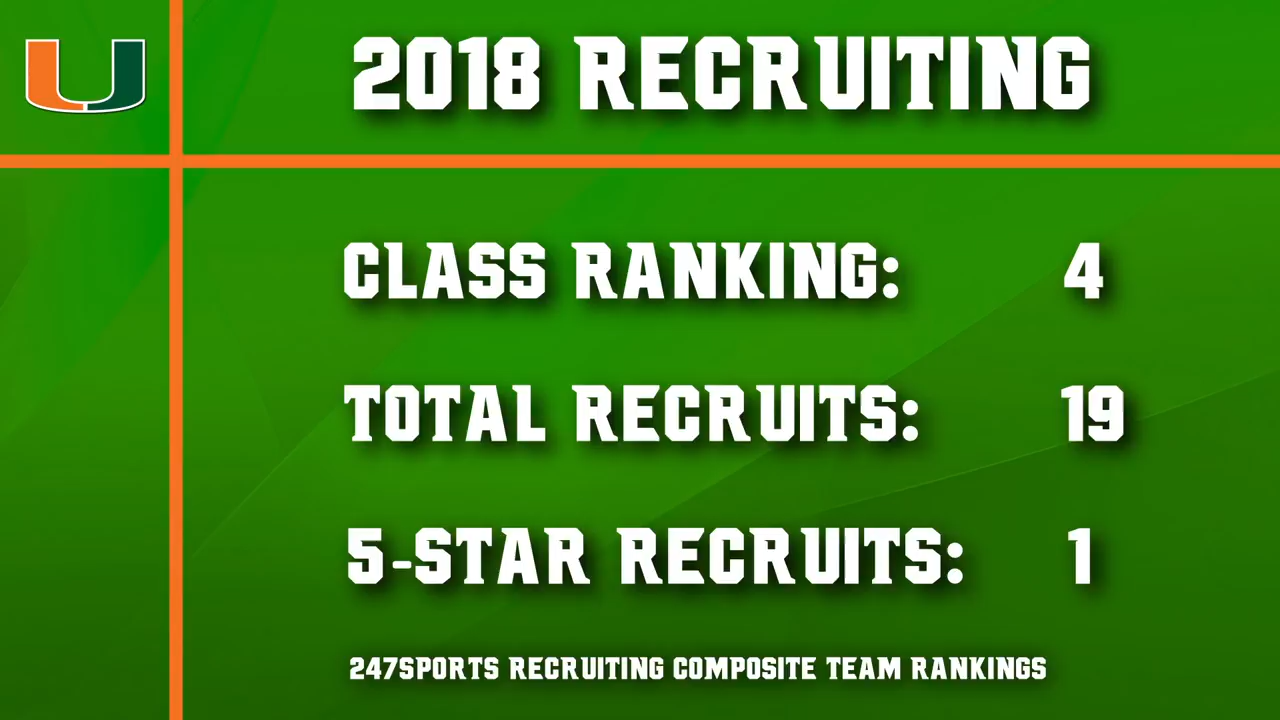 U
2018 RECRUITING
CLASS RANKING: 4
TOTAL RECRUITS: 19
5-STAR RECRUITS: 1
247SPORTS RECRUITING COMPOSITE TEAM RANKINGS